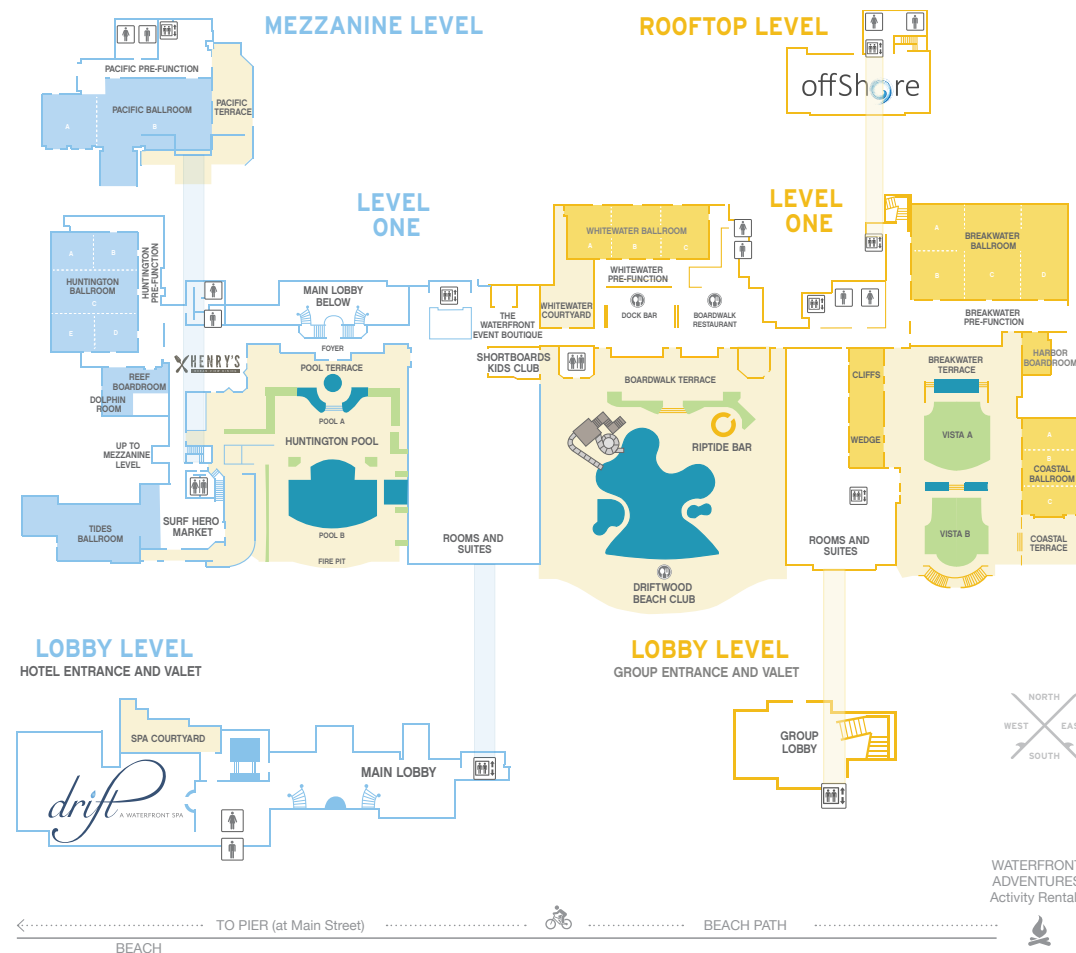 MEZZANINE LEVEL
ROOFTOP LEVEL
PACIFIC PRE-FUNCTION
PACIFIC BALLROOM
A
B
PACIFIC
TERRACE
offShore
LEVEL
ONE
LEVEL
ONE
A
B
HUNTINGTON
BALLROOM
C
E
D
HUNTINGTON
PRE-FUNCTION
MAIN LOBBY
BELOW
FOYER
THE
WATERFRONT
EVENT BOUTIQUE
SHORTBOARDS
KIDS CLUB
WHITEWATER BALLROOM
A
B
C
WHITEWATER
PRE-FUNCTION
WHITEWATER
COURTYARD
DOCK BAR
BOARDWALK
RESTAURANT
A
BREAKWATER
BALLROOM
B
C
D
BREAKWATER
PRE-FUNCTION
HENRY'S
REEF
BOARDROOM
DOLPHIN
ROOM
UP TO
MEZZANINE
LEVEL
TIDES
BALLROOM
SURF HERO
MARKET
POOL TERRACE
POOL A
HUNTINGTON POOL
POOL B
FIRE PIT
ROOMS AND
SUITES
BOARDWALK TERRACE
RIPTIDE BAR
DRIFTWOOD
BEACH CLUB
CLIFFS
WEDGE
ROOMS AND
SUITES
BREAKWATER
TERRACE
VISTA A
VISTA B
HARBOR
BOARDROOM
A
B
COASTAL
BALLROOM
C
COASTAL
TERRACE
LOBBY LEVEL
HOTEL ENTRANCE AND VALET
LOBBY LEVEL
GROUP ENTRANCE AND VALET
SPA COURTYARD
drift
A WATERFRONT SPA
MAIN LOBBY
GROUP
LOBBY
NORTH
WEST
EAS
SOUTH
WATERFRONT
ADVENTURES
Activity Rental
TO PIER (at Main Street)
BEACH PATH
BEACH